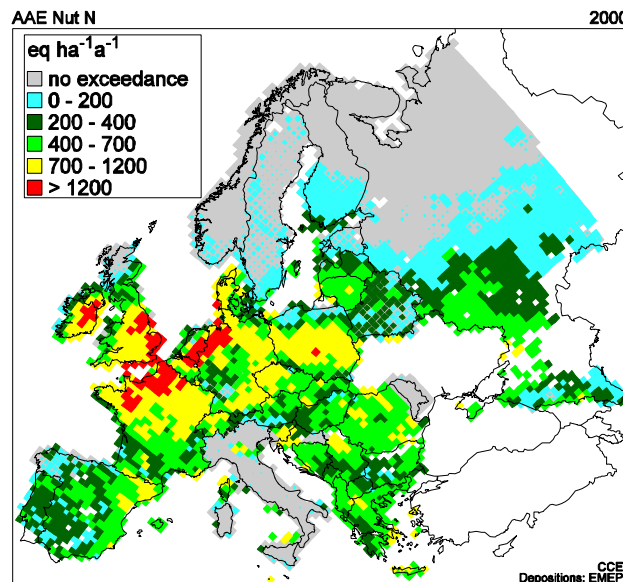 AAE Nut N 2000
eq ha⁻¹a⁻¹
no exceedance
0 - 200
200 - 400
400 - 700
700 - 1200
> 1200
CCE
Depositions: EMEP